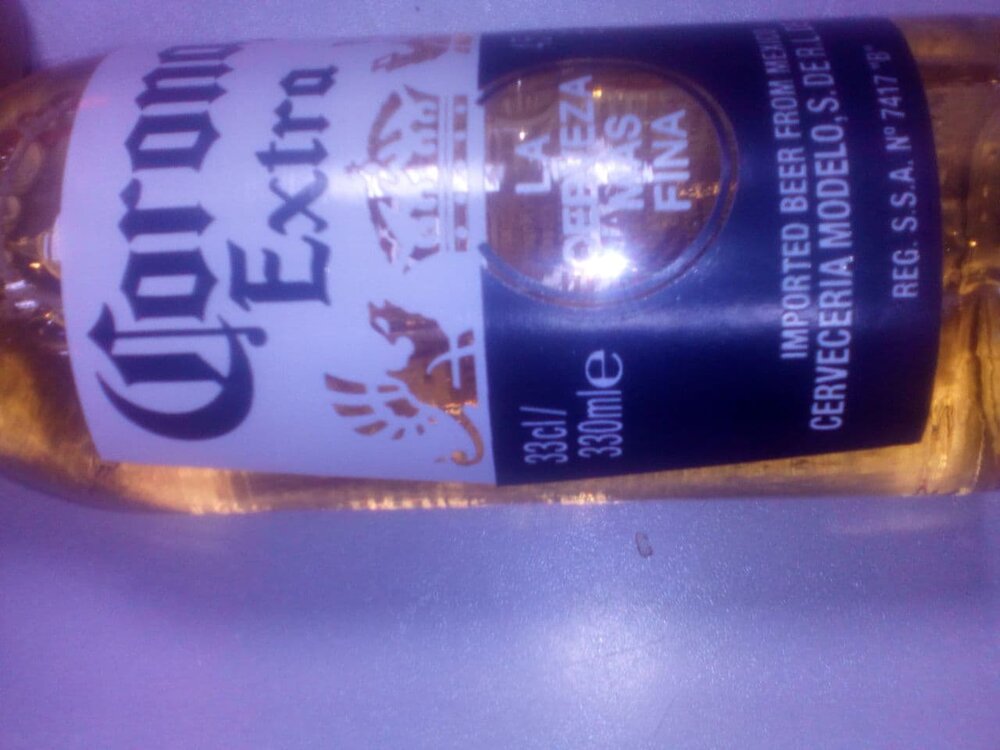 Corona
Extra
LA
CERVEZA
MAS
FINA
33cl/
330ml e
IMPORTED BEER FROM MEXICO
CERVECERIA MODELO, S. DE R.L.
REG. S.S.A. Nº 7417 "B"